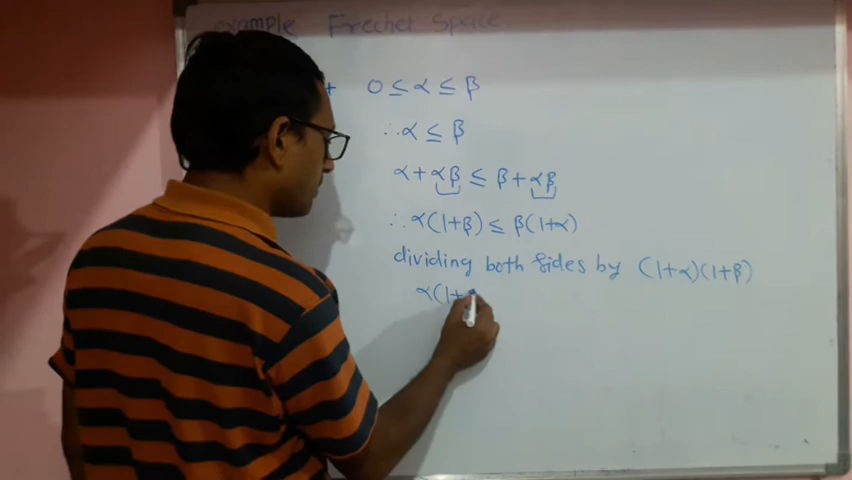 example Frechet Space
0 ≤ α ≤ β
∴ α ≤ β
α + αβ ≤ β + αβ
∴ α(1+β) ≤ β(1+α)
dividing both sides by (1+α)(1+β)
α(1+